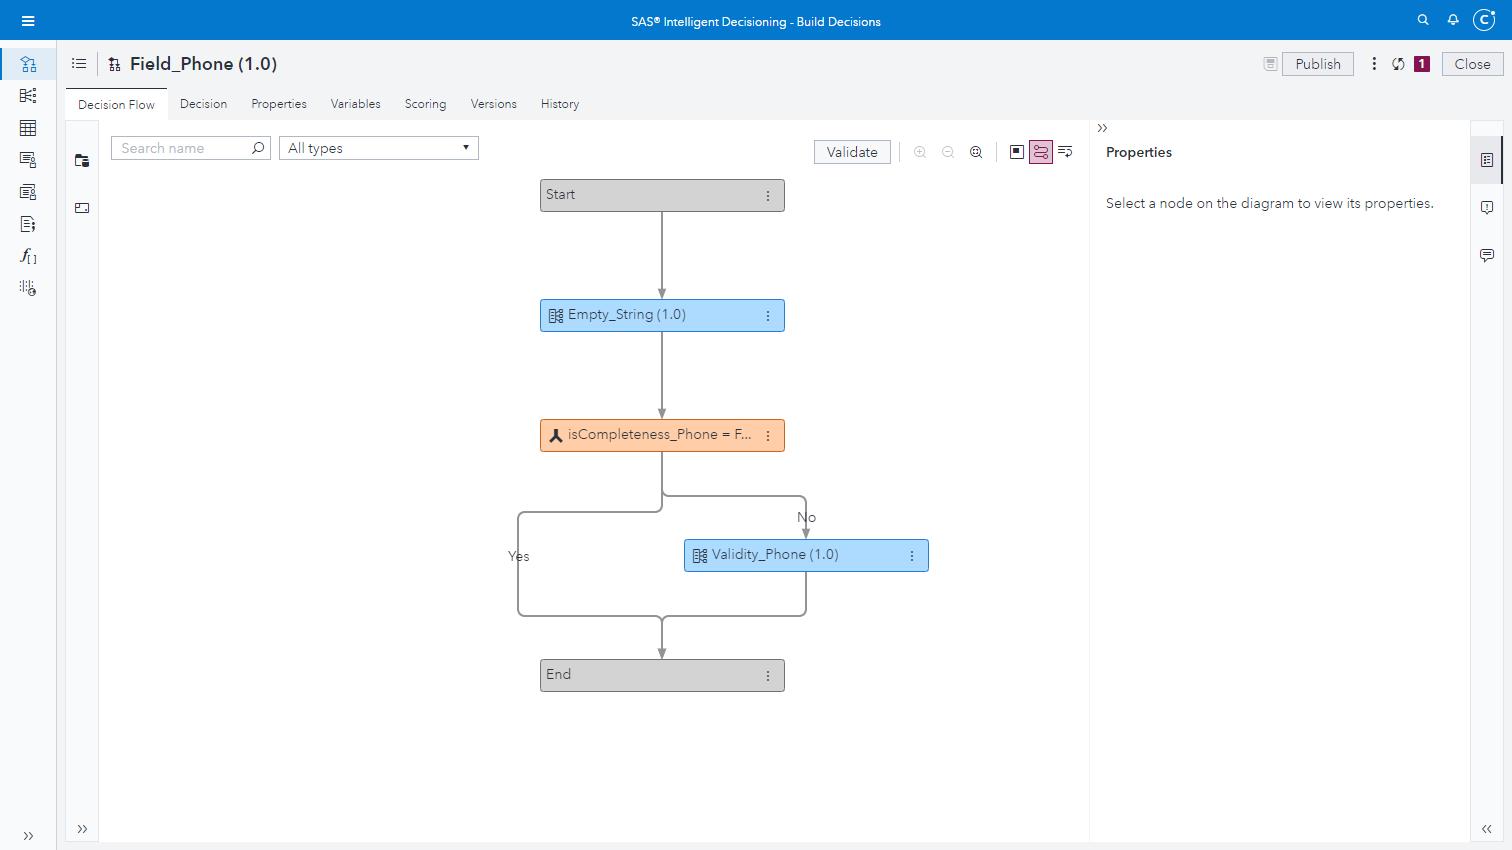 SAS® Intelligent Decisioning - Build Decisions
C
Field_Phone (1.0)
Publish
1
Close
Decision Flow
Decision
Properties
Variables
Scoring
Versions
History
Search name
All types
Validate
Properties
Select a node on the diagram to view its properties.
Start
Empty_String (1.0)
isCompleteness_Phone = F...
No
Yes
Validity_Phone (1.0)
End